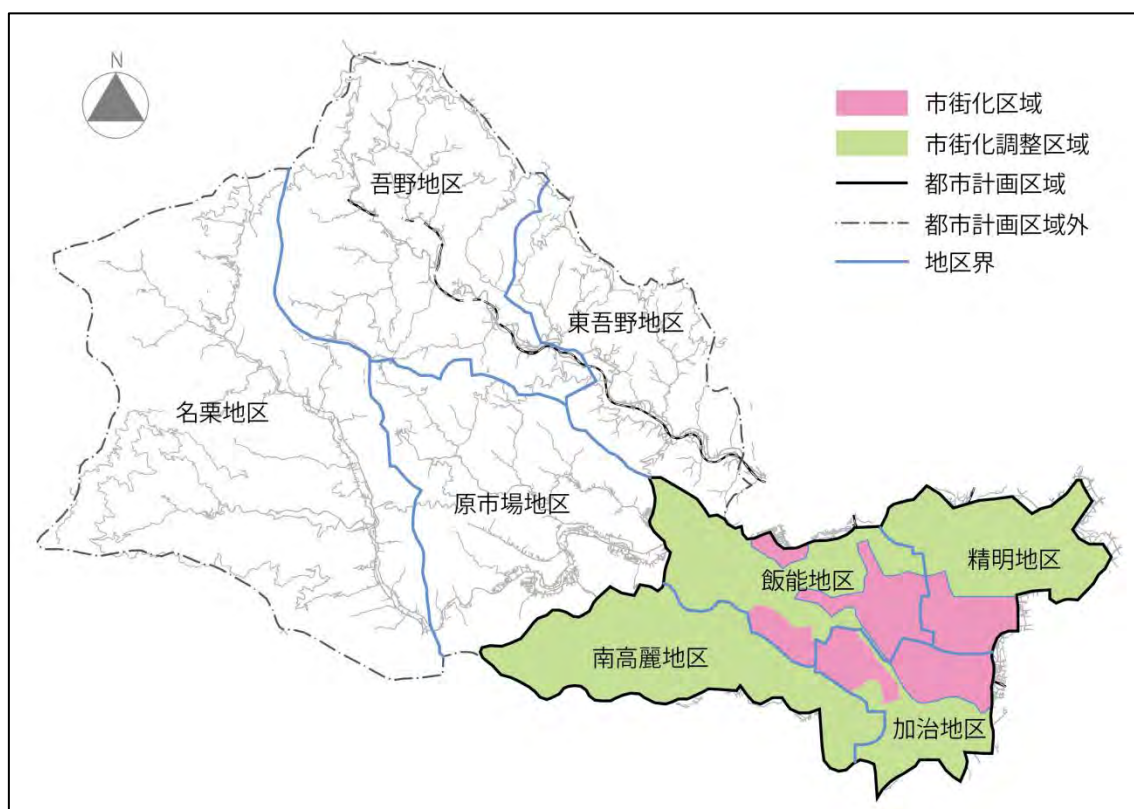 N
市街化区域
市街化調整区域
都市計画区域
都市計画区域外
地区界
吾野地区
東吾野地区
名栗地区
原市場地区
精明地区
飯能地区
南高麗地区
加治地区